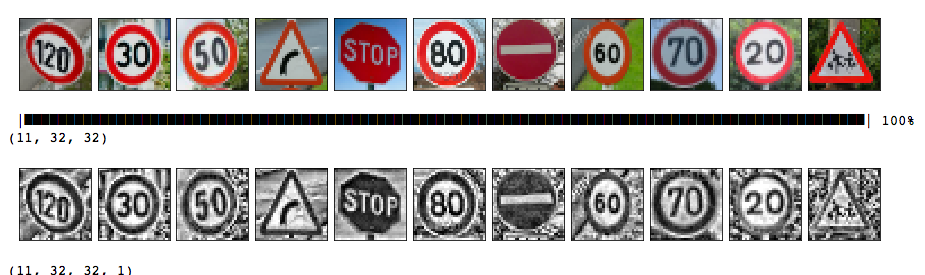 120 30 50 STOP 80 60 70 20
100%
(11, 32, 32)
120 30 50 STOP 80 60 70 20
(11, 32, 32, 1)